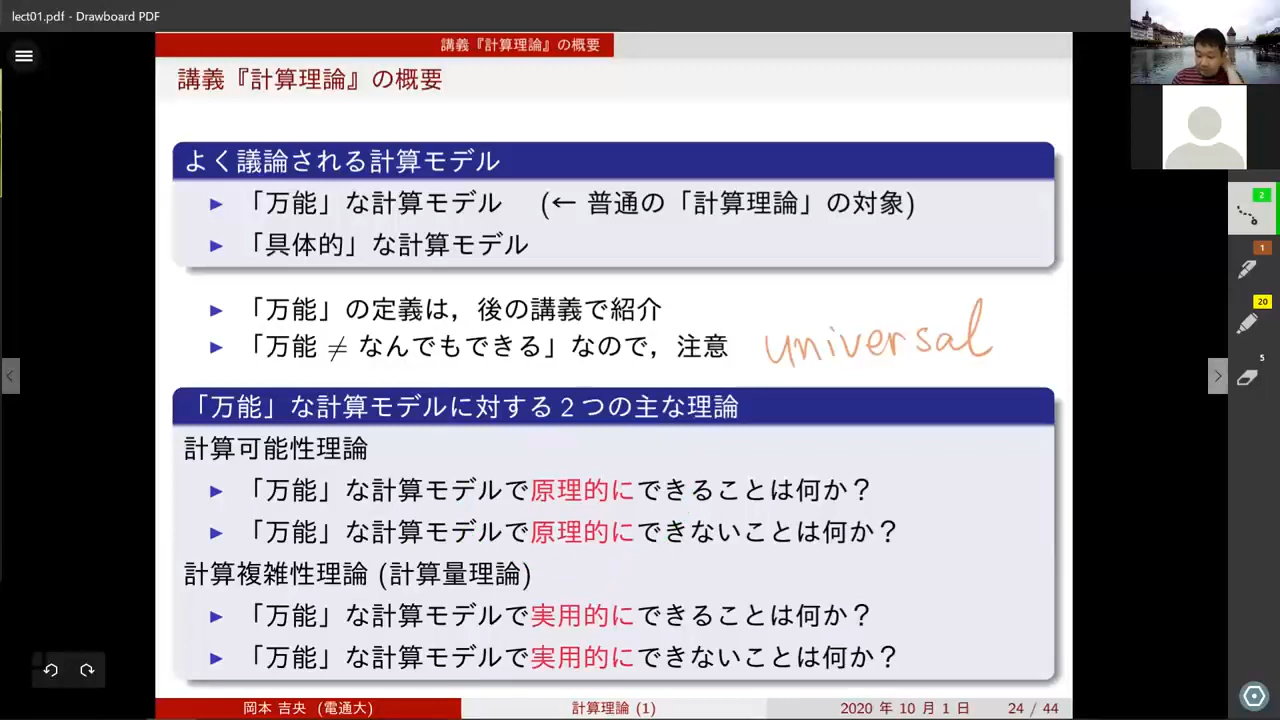 lect01.pdf - Drawboard PDF
講義『計算理論』の概要
講義『計算理論』の概要
よく議論される計算モデル
▶ 「万能」な計算モデル (← 普通の「計算理論」の対象)
▶ 「具体的」な計算モデル
▶ 「万能」の定義は，後の講義で紹介
▶ 「万能 ≠ なんでもできる」なので，注意 universal
「万能」な計算モデルに対する 2 つの主な理論
計算可能性理論
▶ 「万能」な計算モデルで原理的にできることは何か？
▶ 「万能」な計算モデルで原理的にできないことは何か？
計算複雑性理論 (計算量理論)
▶ 「万能」な計算モデルで実用的にできることは何か？
▶ 「万能」な計算モデルで実用的にできないことは何か？
岡本 吉央 (電通大) 計算理論 (1) 2020 年 10 月 1 日 24 / 44
2
1
20
5